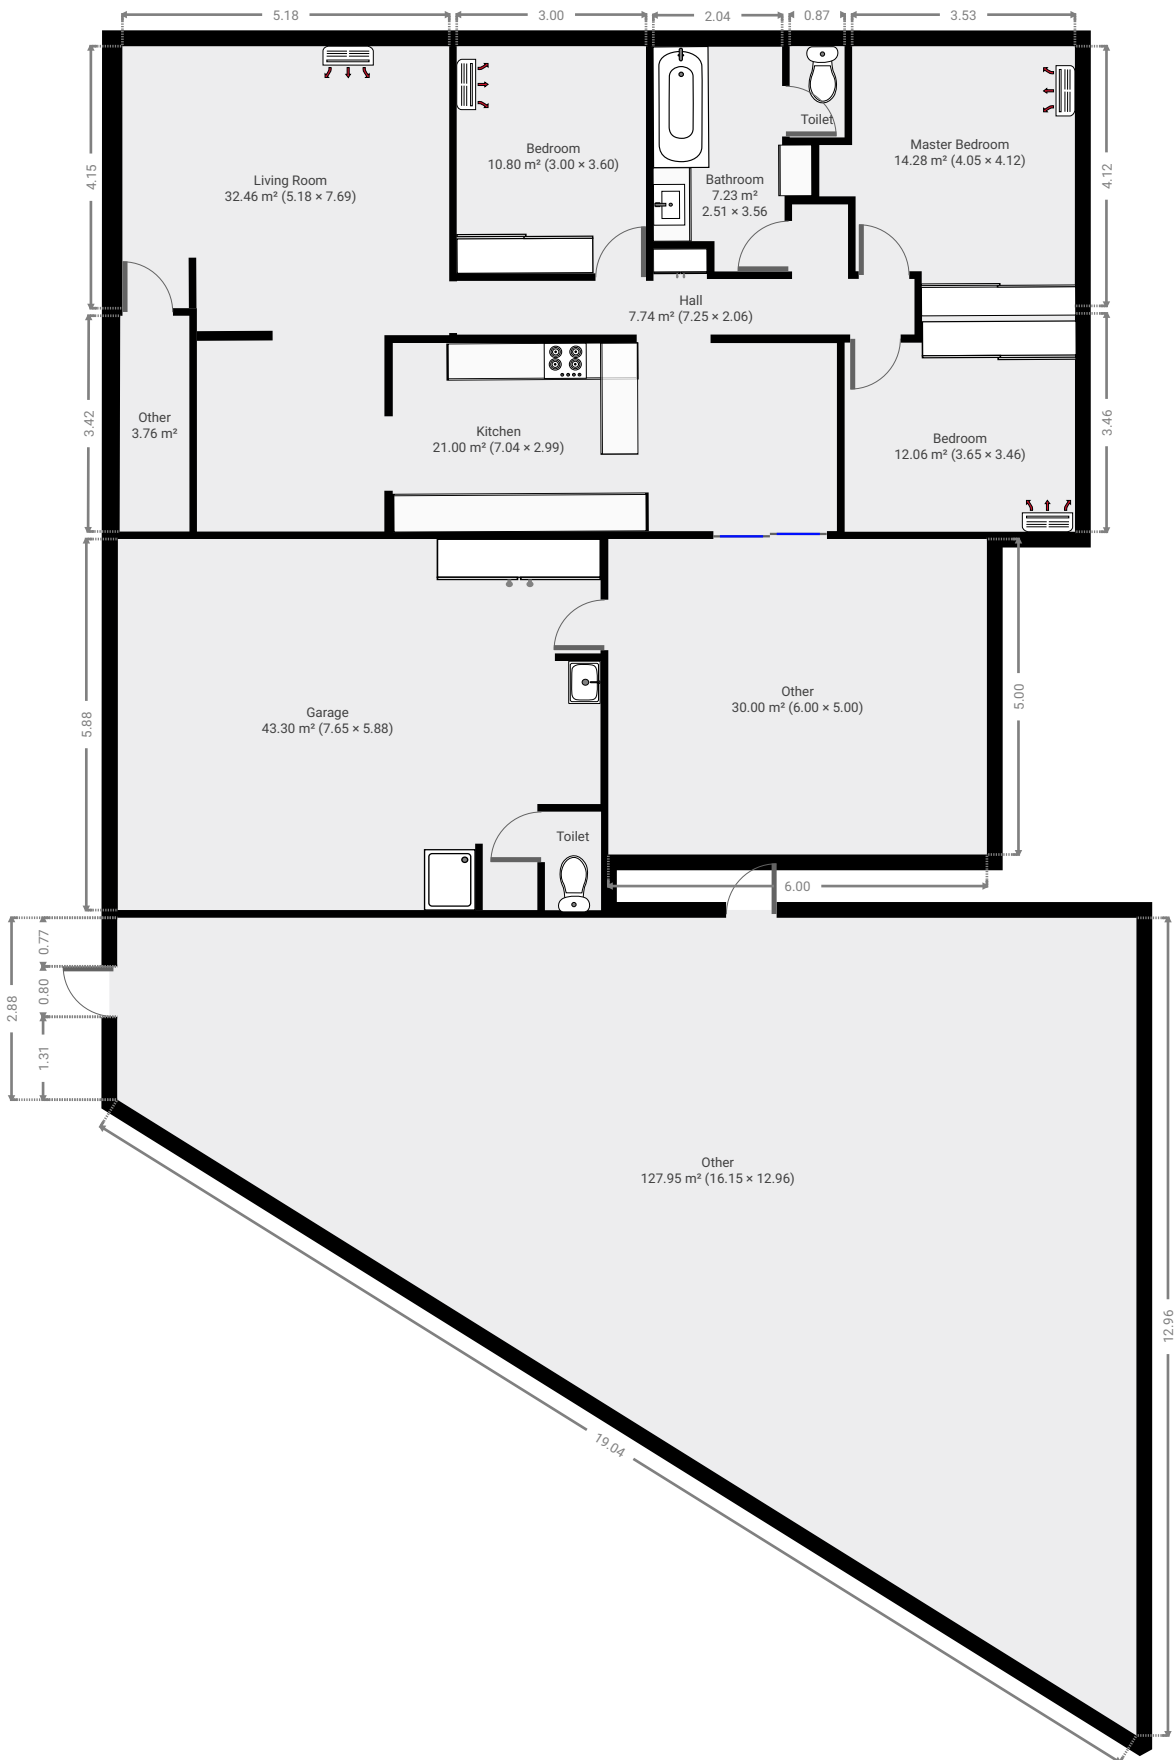 5.18
3.00
2.04
0.87
3.53
4.15
4.12
Toilet
Bedroom
10.80 m² (3.00 × 3.60)
Master Bedroom
14.28 m² (4.05 × 4.12)
Living Room
32.46 m² (5.18 × 7.69)
Bathroom
7.23 m²
2.51 × 3.56
Hall
7.74 m² (7.25 × 2.06)
3.42
3.46
Other
3.76 m²
Kitchen
21.00 m² (7.04 × 2.99)
Bedroom
12.06 m² (3.65 × 3.46)
5.88
5.00
Garage
43.30 m² (7.65 × 5.88)
Other
30.00 m² (6.00 × 5.00)
Toilet
6.00
0.77
0.80
2.88
1.31
Other
127.95 m² (16.15 × 12.96)
12.96
19.04